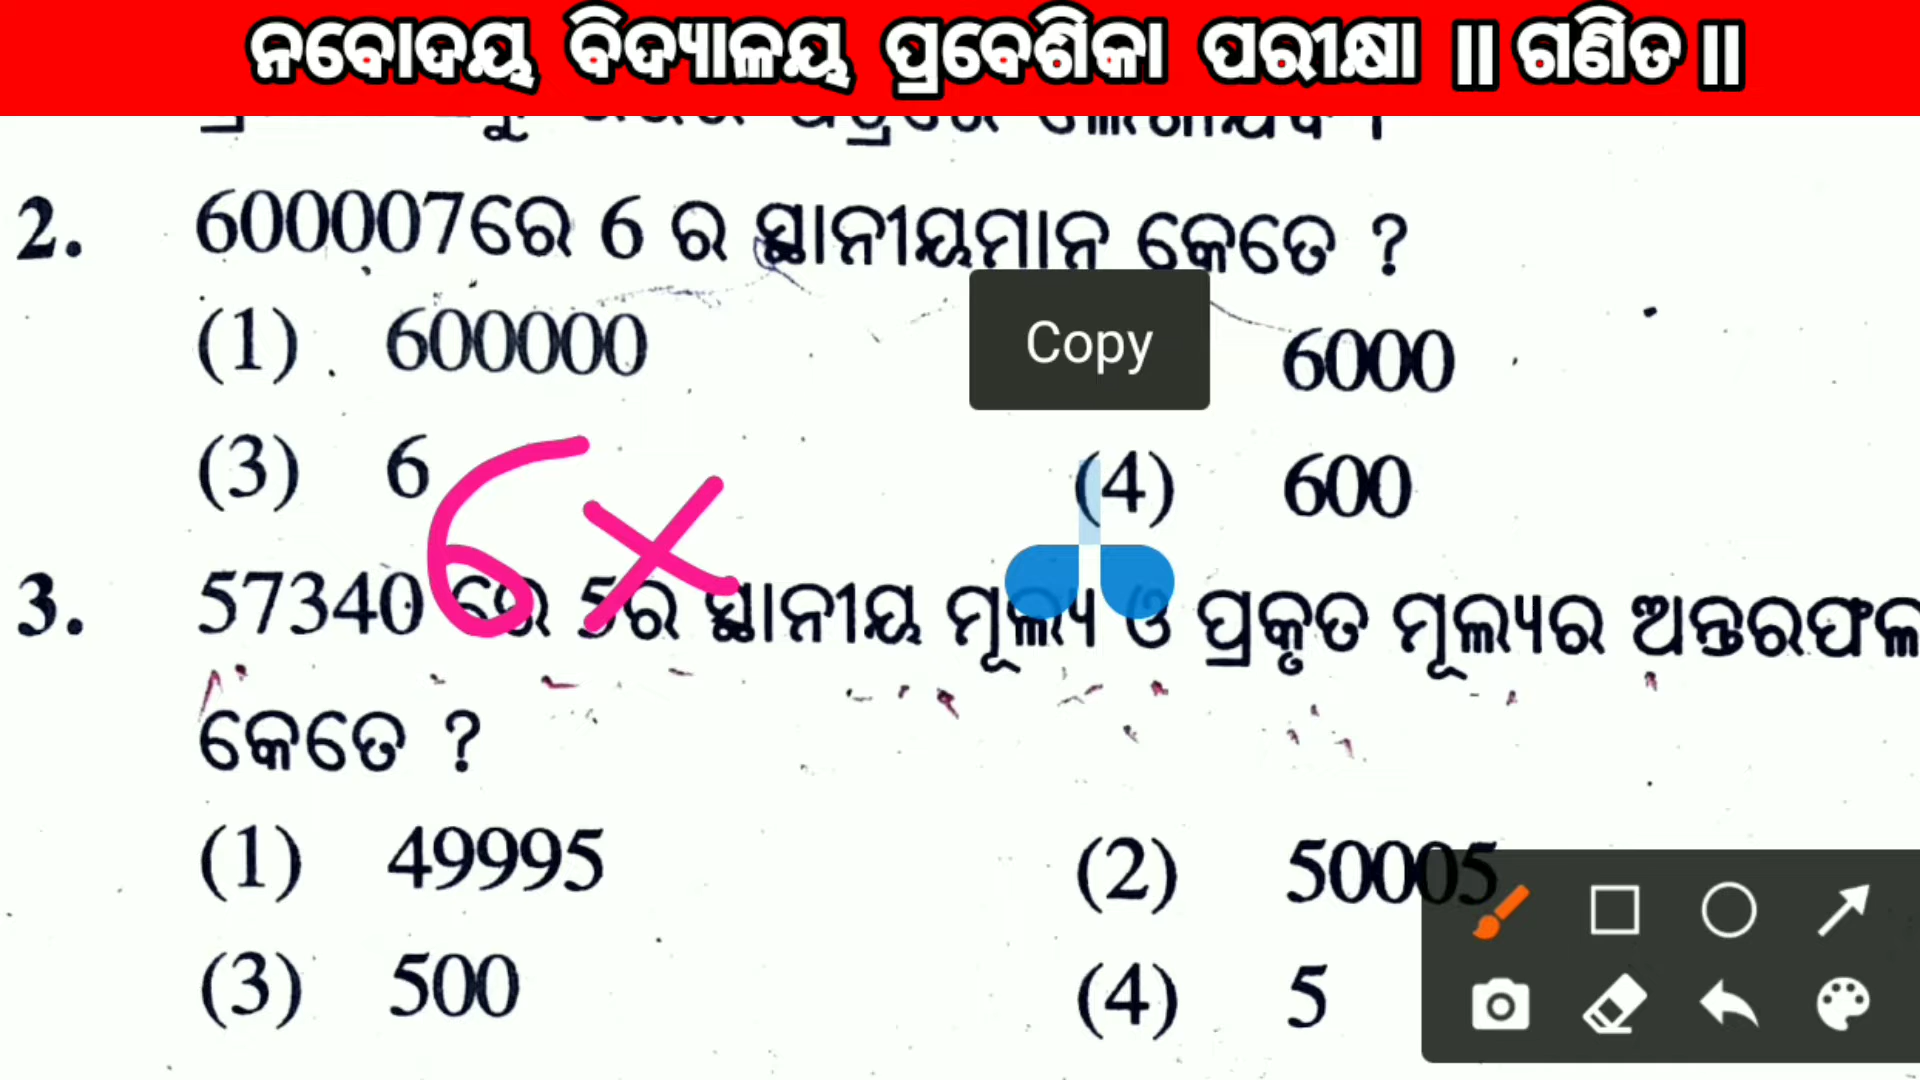 ନବୋଦୟ ବିଦ୍ୟାଳୟ ପ୍ରବେଶିକା ପରୀକ୍ଷା ॥ ଗଣିତ ॥
2. 600007ରେ 6 ର ସ୍ଥାନୀୟମାନ କେତେ ?
(1) 600000
Copy
6000
(3) 6
(4) 600
6×
3. 57340 ରେ 5ର ସ୍ଥାନୀୟ ମୂଲ୍ୟ ଓ ପ୍ରକୃତ ମୂଲ୍ୟର ଅନ୍ତରଫଳ
କେତେ ?
(1) 49995
(2) 50005
(3) 500
(4) 5